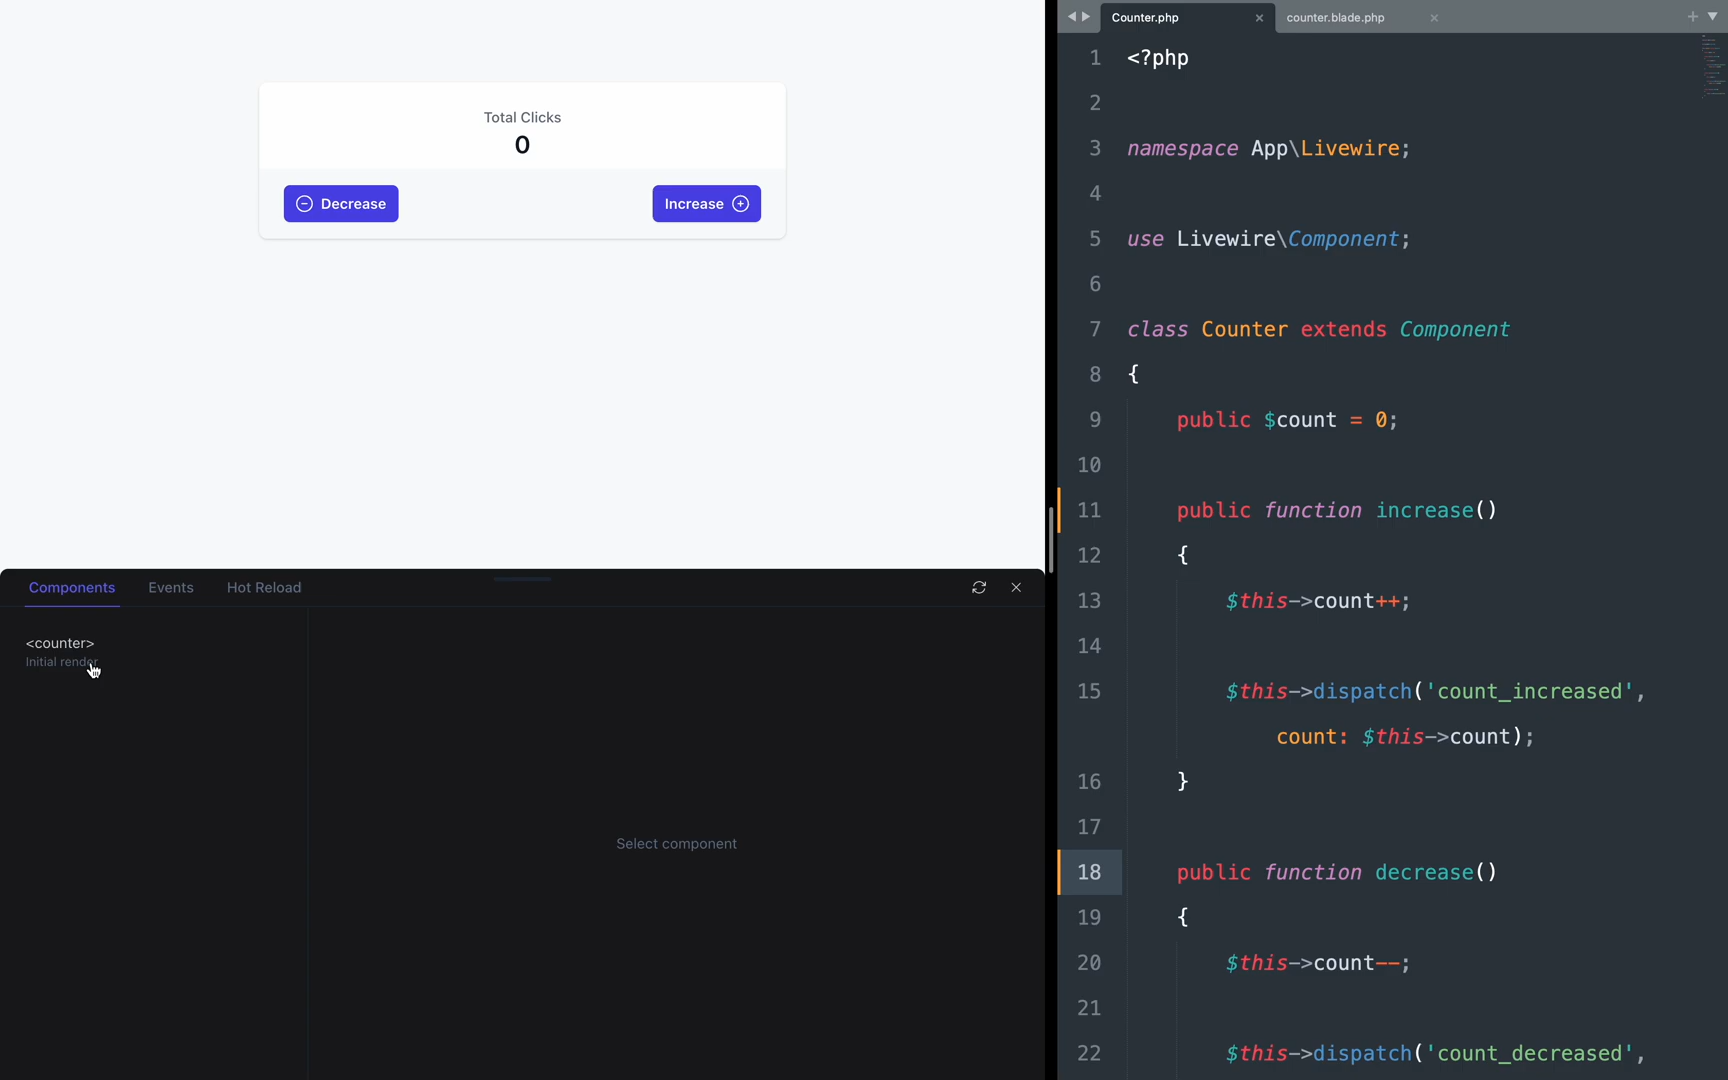 Total Clicks
0
Decrease
Increase
Components
Events
Hot Reload
<counter>
Initial render
Select component
Counter.php
counter.blade.php
1 <?php
2
3 namespace App\Livewire;
4
5 use Livewire\Component;
6
7 class Counter extends Component
8 {
9 public $count = 0;
10
11 public function increase()
12 {
13 $this->count++;
14
15 $this->dispatch('count_increased',
count: $this->count);
16 }
17
18 public function decrease()
19 {
20 $this->count--;
21
22 $this->dispatch('count_decreased',